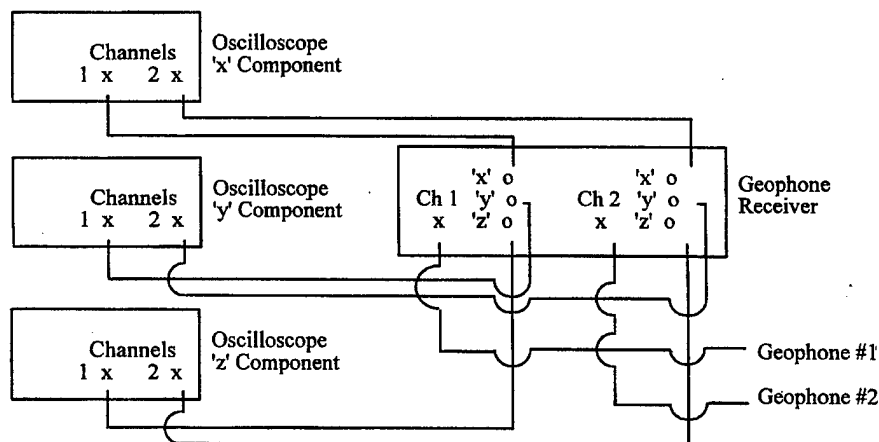 Channels
1 x 2 x
Oscilloscope
'x' Component
Channels
1 x 2 x
Oscilloscope
'y' Component
Ch 1
x
'x' o
'y' o
'z' o
Ch 2
x
'x' o
'y' o
'z' o
Geophone
Receiver
Channels
1 x 2 x
Oscilloscope
'z' Component
Geophone #1
Geophone #2